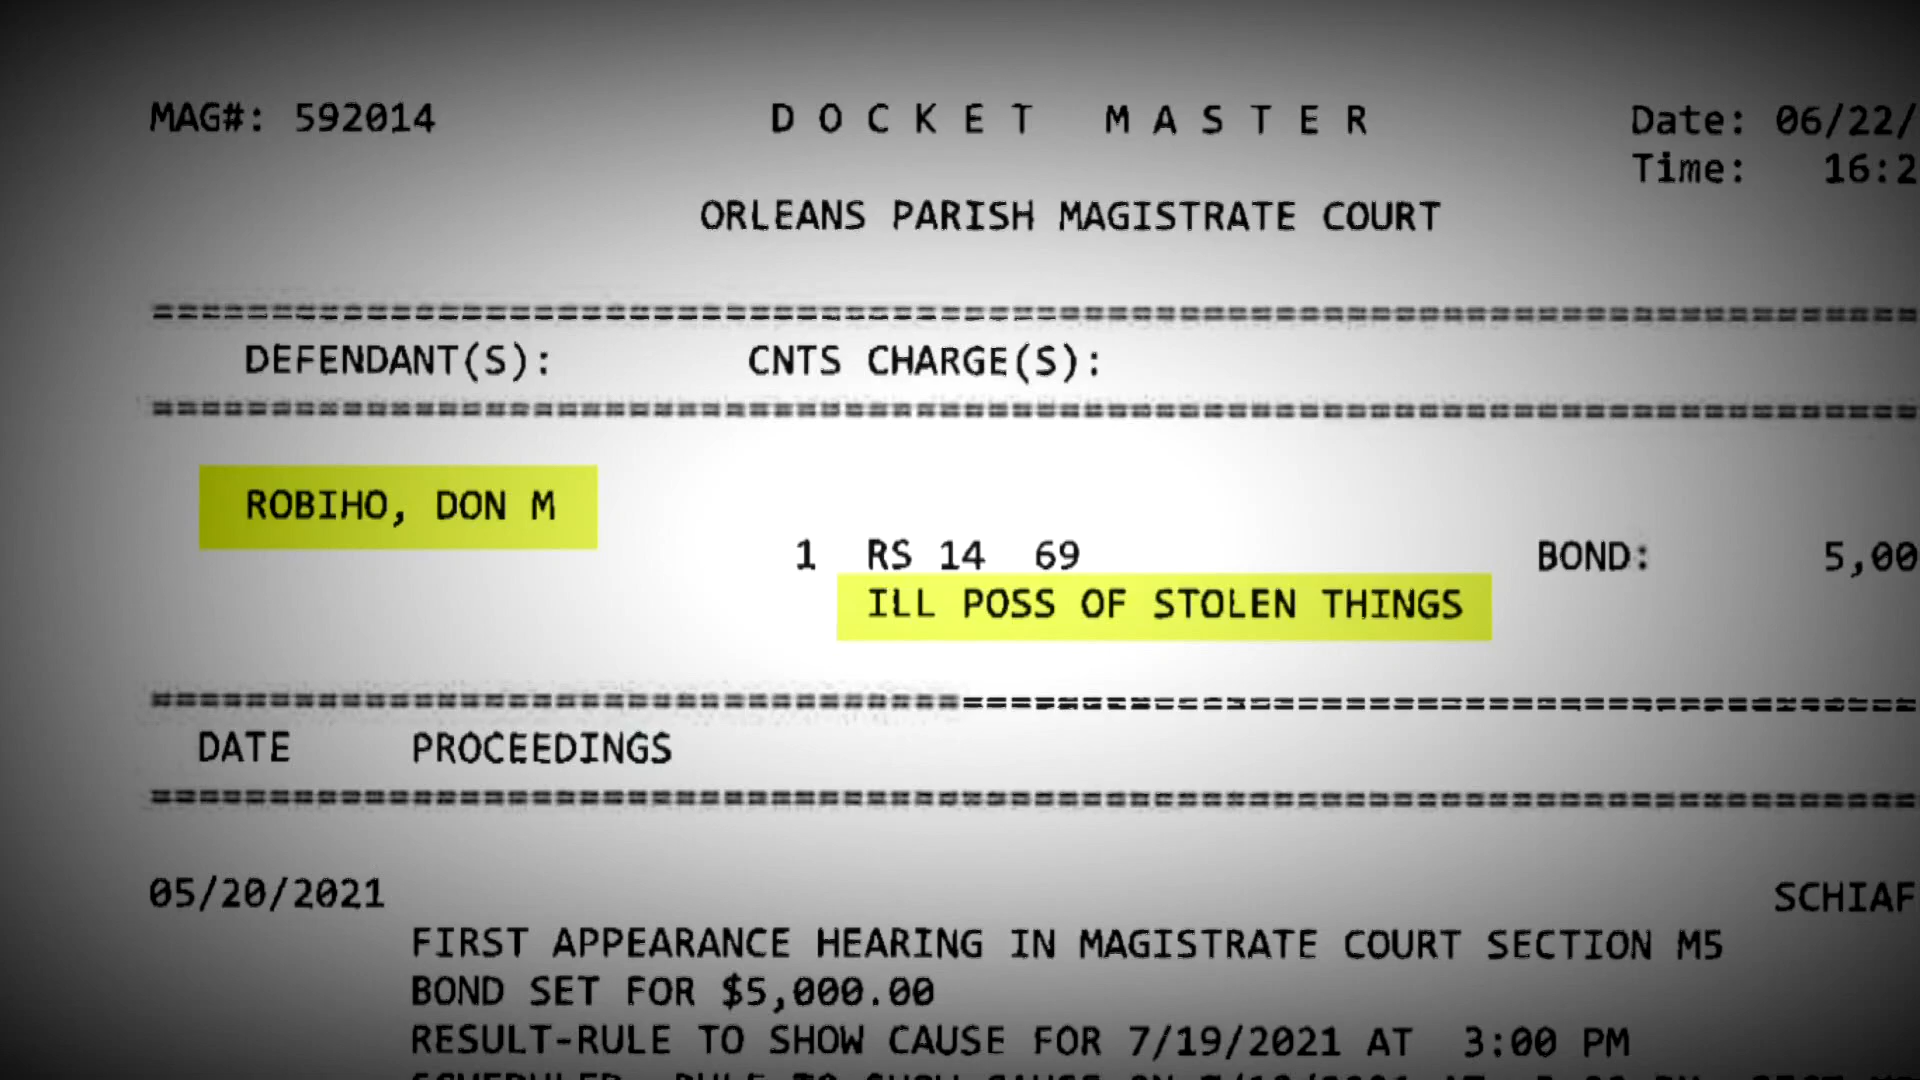 MAG#: 592014 DOCKET MASTER Date: 06/22/
Time: 16:2
ORLEANS PARISH MAGISTRATE COURT
DEFENDANT(S): CNTS CHARGE(S):
ROBIHO, DON M
1 RS 14 69 BOND: 5,00
ILL POSS OF STOLEN THINGS
DATE PROCEEDINGS
05/20/2021 SCHIAF
FIRST APPEARANCE HEARING IN MAGISTRATE COURT SECTION M5
BOND SET FOR $5,000.00
RESULT-RULE TO SHOW CAUSE FOR 7/19/2021 AT 3:00 PM